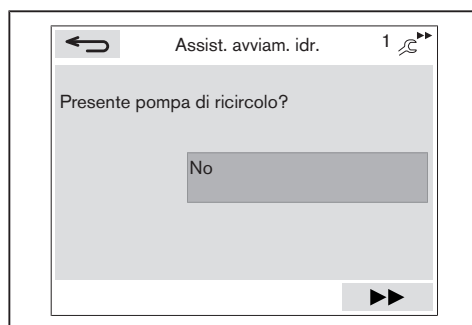 Assist. avviam. idr. 1
Presente pompa di ricircolo?
No